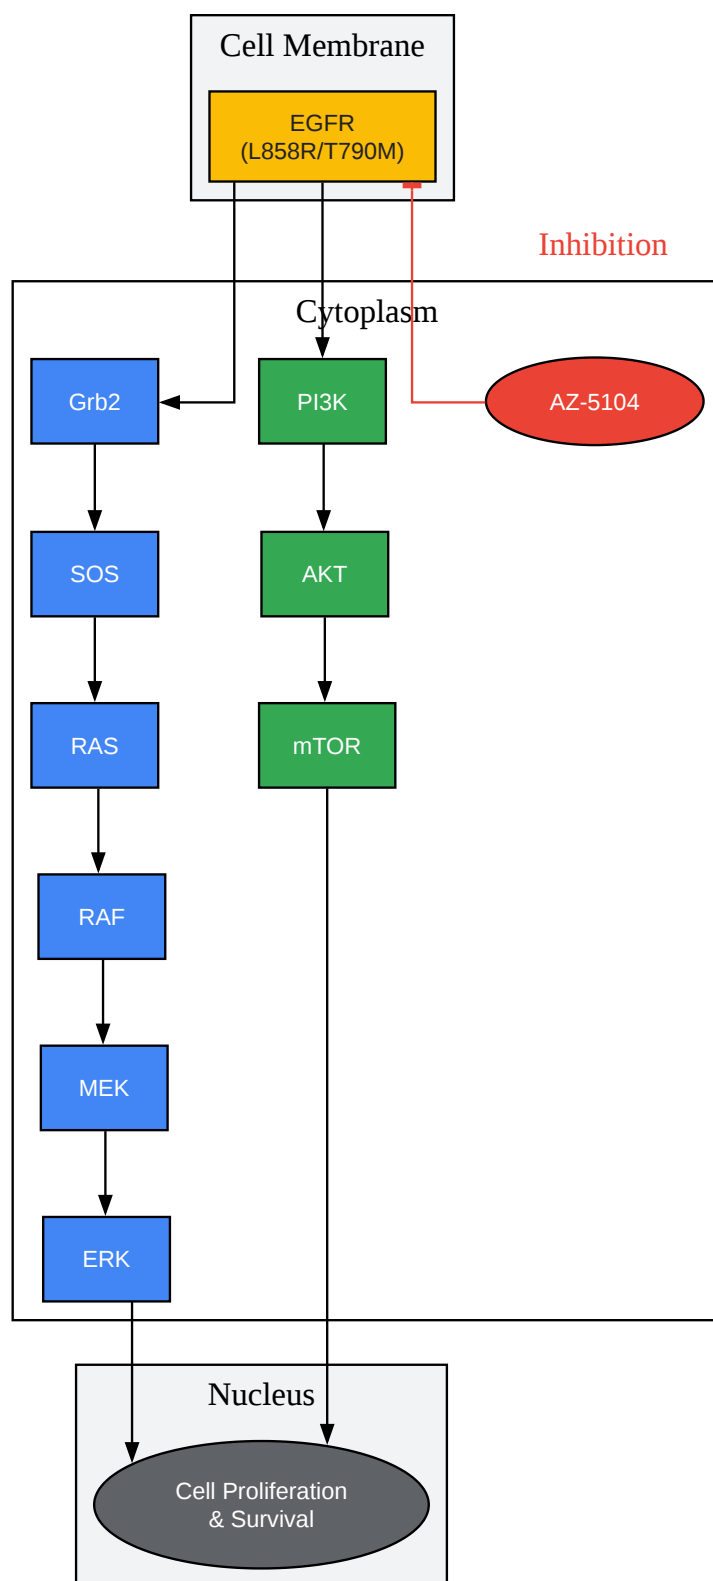 Cell Membrane
EGFR
(L858R/T790M)
Inhibition
Cytoplasm
Grb2
PI3K
AZ-5104
SOS
AKT
RAS
mTOR
RAF
MEK
ERK
Nucleus
Cell Proliferation
& Survival